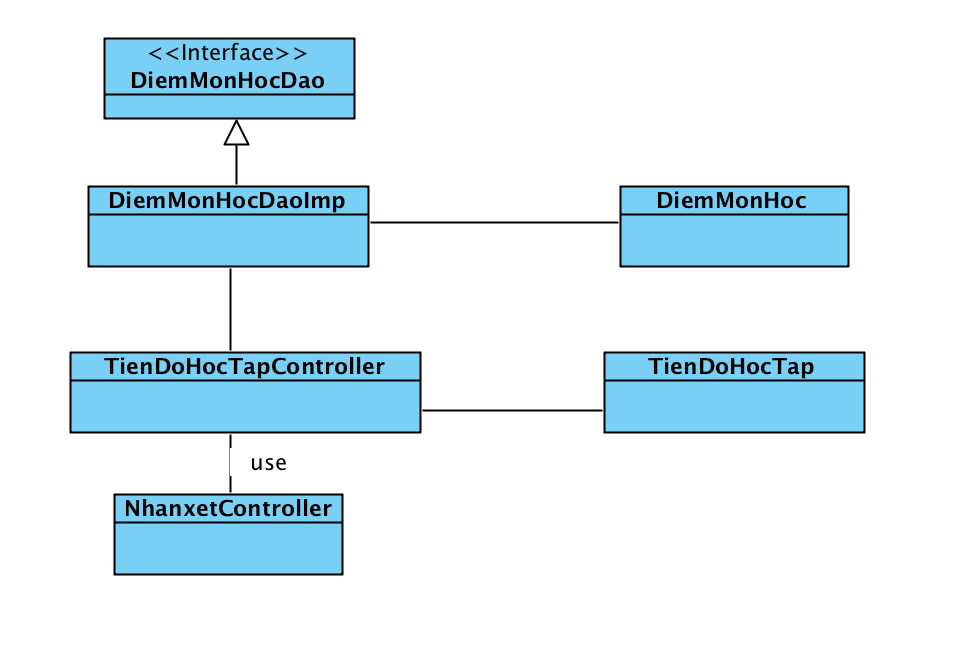 <<Interface>>
DiemMonHocDao
DiemMonHocDaoImp
DiemMonHoc
TienDoHocTapController
TienDoHocTap
use
NhanxetController